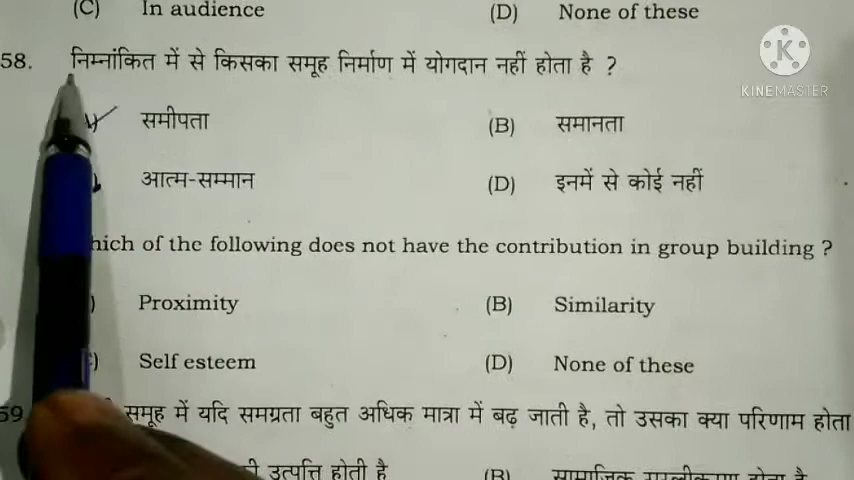 (C) In audience (D) None of these
58. निम्नांकित में से किसका समूह निर्माण में योगदान नहीं होता है ?
K
KINEMASTER
समीपता (B) समानता
आत्म-सम्मान (D) इनमें से कोई नहीं
hich of the following does not have the contribution in group building ?
) Proximity (B) Similarity
) Self esteem (D) None of these
59 समूह में यदि समग्रता बहुत अधिक मात्रा में बढ़ जाती है, तो उसका क्या परिणाम होता
की उत्पत्ति होती है (B) सामाजिक होता है